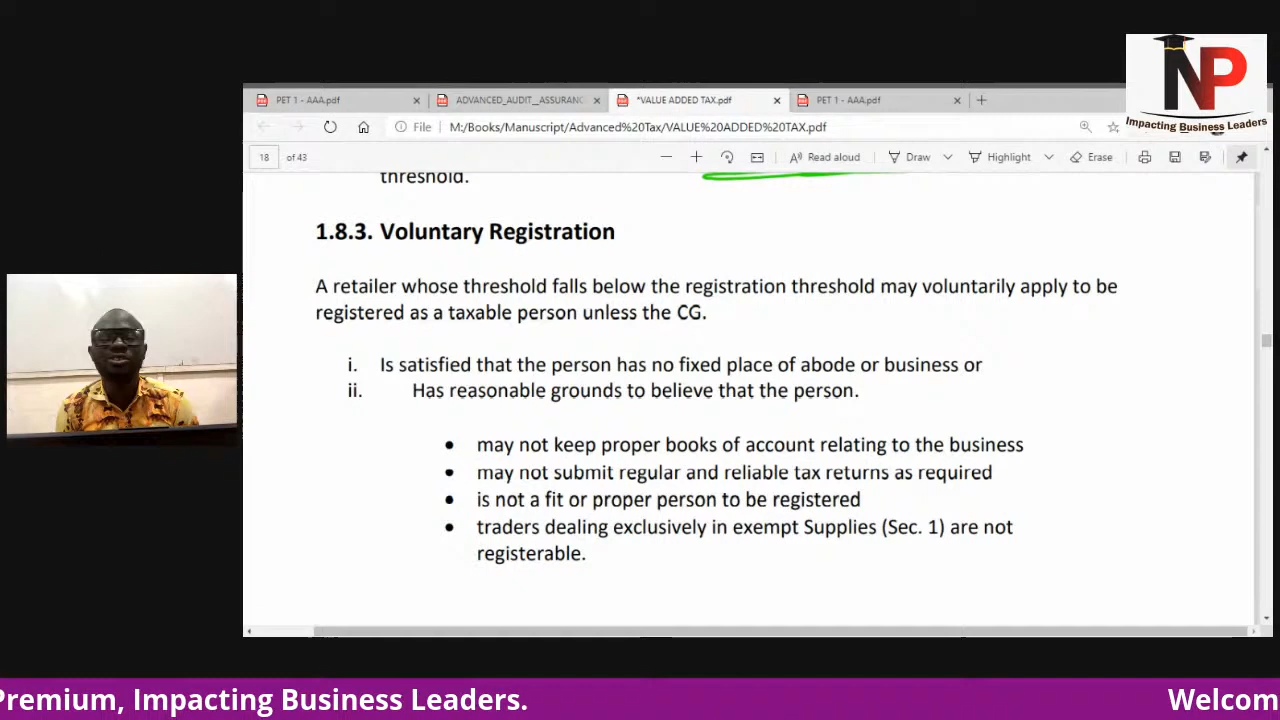 NP
Impacting Business Leaders
PET 1 - AAA.pdf
ADVANCED_AUDIT__ASSURANC
*VALUE ADDED TAX.pdf
PET 1 - AAA.pdf
File M:/Books/Manuscript/Advanced%20Tax/VALUE%20ADDED%20TAX.pdf
18 of 43
Read aloud
Draw
Highlight
Erase
threshold.
1.8.3. Voluntary Registration
A retailer whose threshold falls below the registration threshold may voluntarily apply to be
registered as a taxable person unless the CG.
i. Is satisfied that the person has no fixed place of abode or business or
ii. Has reasonable grounds to believe that the person.
• may not keep proper books of account relating to the business
• may not submit regular and reliable tax returns as required
• is not a fit or proper person to be registered
• traders dealing exclusively in exempt Supplies (Sec. 1) are not
registerable.
Premium, Impacting Business Leaders. Welcom